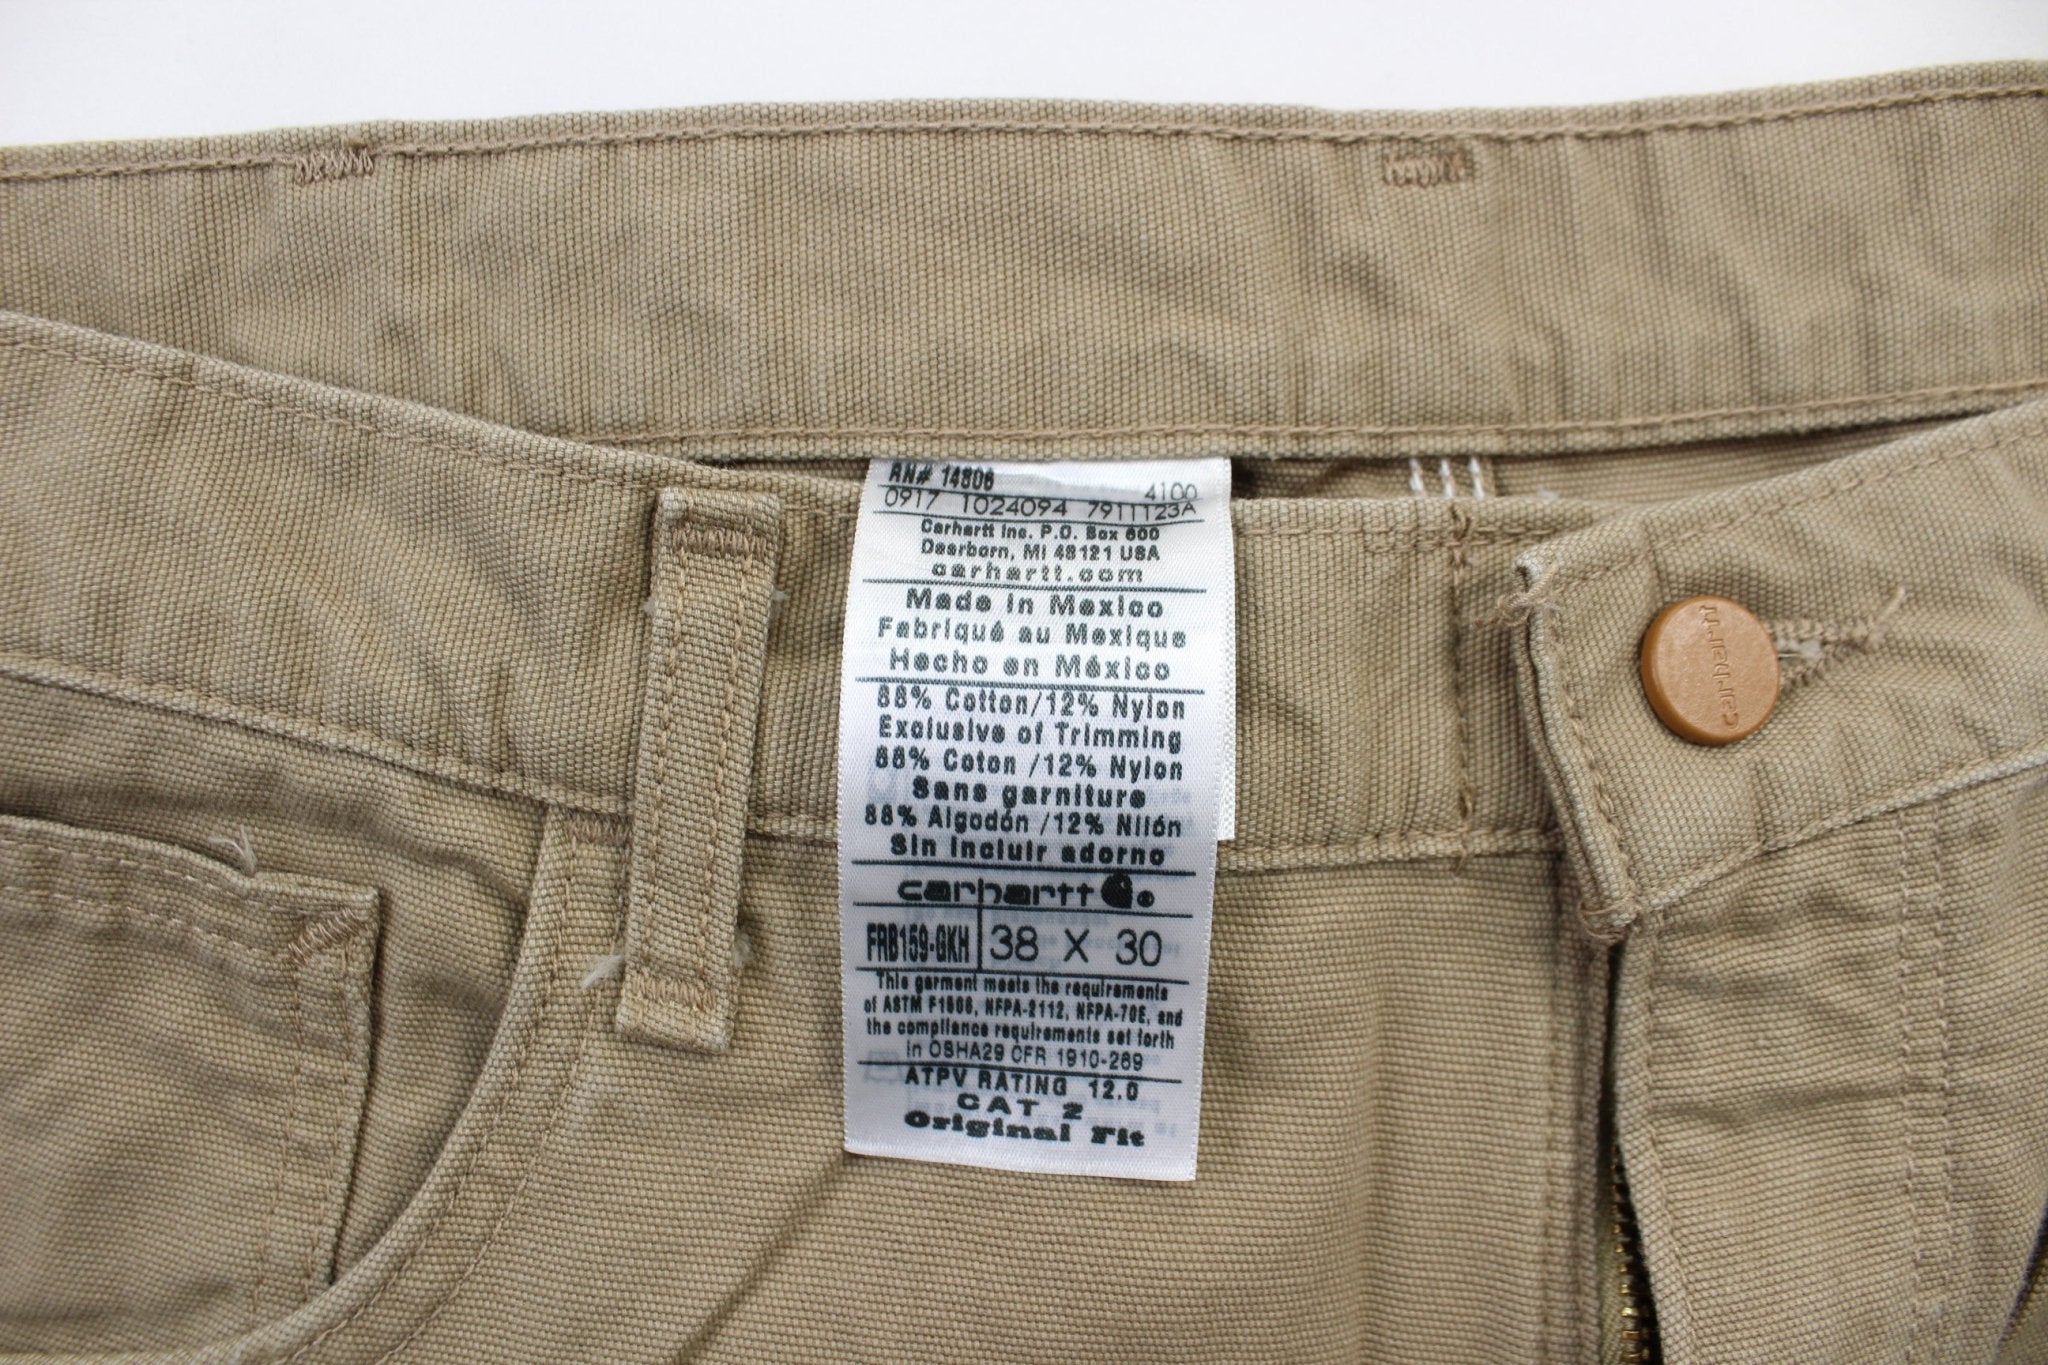 RN# 14806
4100
0917 1024094 7911123A
Carhartt Inc. P.O. Box 600
Dearborn, MI 48121 USA
carhartt.com
Made in Mexico
Fabriqué au Mexique
Hecho en México
88% Cotton/12% Nylon
Exclusive of Trimming
88% Coton /12% Nylon
Sans garniture
88% Algodón /12% Nilón
Sin incluir adorno
carhartt ®
FRB159-GKH 38 X 30
This garment meets the requirements
of ASTM F1506, NFPA-2112, NFPA-70E, and
the compliance requirements set forth
in OSHA29 CFR 1910-269
ATPV RATING 12.0
CAT 2
Original Fit
Carhartt